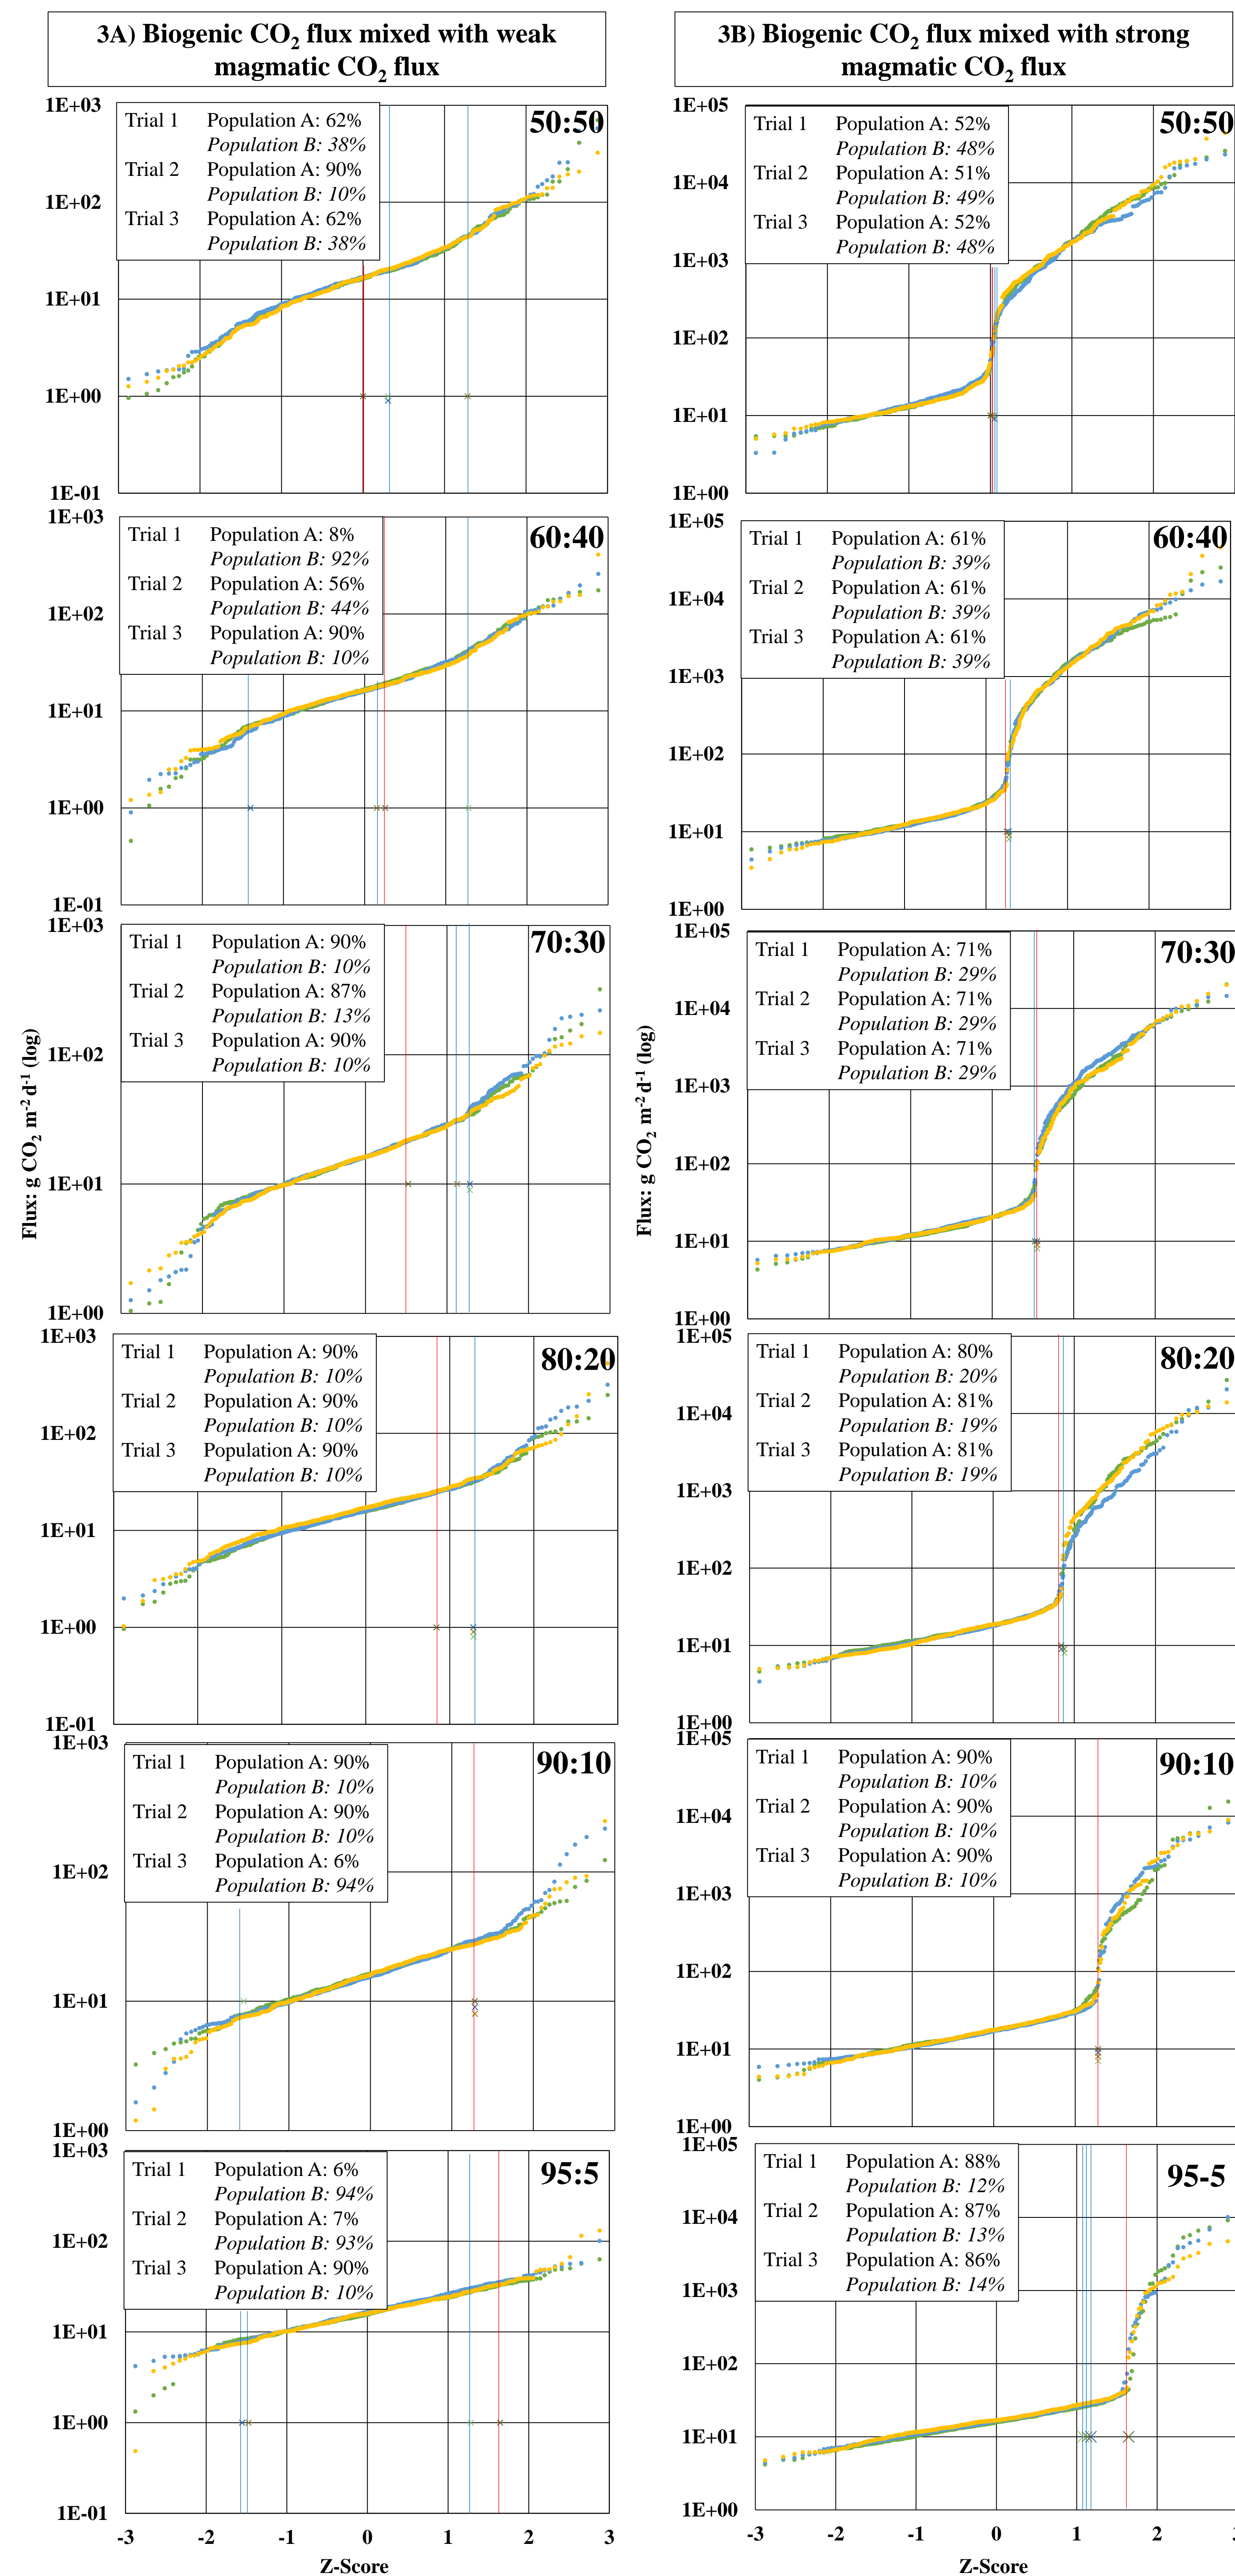 3A) Biogenic CO2 flux mixed with weak
magmatic CO2 flux
1E+03
1E+02
1E+01
1E+00
1E-01
50:50
Trial 1 Population A: 62%
Population B: 38%
Trial 2 Population A: 90%
Population B: 10%
Trial 3 Population A: 62%
Population B: 38%
1E+03
1E+02
1E+01
1E+00
1E-01
60:40
Trial 1 Population A: 8%
Population B: 92%
Trial 2 Population A: 56%
Population B: 44%
Trial 3 Population A: 90%
Population B: 10%
Flux: g CO2 m-2 d-1 (log)
1E+03
1E+02
1E+01
1E+00
70:30
Trial 1 Population A: 90%
Population B: 10%
Trial 2 Population A: 87%
Population B: 13%
Trial 3 Population A: 90%
Population B: 10%
1E+03
1E+02
1E+01
1E+00
1E-01
80:20
Trial 1 Population A: 90%
Population B: 10%
Trial 2 Population A: 90%
Population B: 10%
Trial 3 Population A: 90%
Population B: 10%
1E+03
1E+02
1E+01
1E+00
90:10
Trial 1 Population A: 90%
Population B: 10%
Trial 2 Population A: 90%
Population B: 10%
Trial 3 Population A: 6%
Population B: 94%
1E+03
1E+02
1E+01
1E+00
1E-01
95:5
Trial 1 Population A: 6%
Population B: 94%
Trial 2 Population A: 7%
Population B: 93%
Trial 3 Population A: 90%
Population B: 10%
-3 -2 -1 0 1 2 3
Z-Score
3B) Biogenic CO2 flux mixed with strong
magmatic CO2 flux
1E+05
1E+04
1E+03
1E+02
1E+01
1E+00
50:50
Trial 1 Population A: 52%
Population B: 48%
Trial 2 Population A: 51%
Population B: 49%
Trial 3 Population A: 52%
Population B: 48%
1E+05
1E+04
1E+03
1E+02
1E+01
1E+00
60:40
Trial 1 Population A: 61%
Population B: 39%
Trial 2 Population A: 61%
Population B: 39%
Trial 3 Population A: 61%
Population B: 39%
Flux: g CO2 m-2 d-1 (log)
1E+05
1E+04
1E+03
1E+02
1E+01
1E+00
70:30
Trial 1 Population A: 71%
Population B: 29%
Trial 2 Population A: 71%
Population B: 29%
Trial 3 Population A: 71%
Population B: 29%
1E+05
1E+04
1E+03
1E+02
1E+01
1E+00
80:20
Trial 1 Population A: 80%
Population B: 20%
Trial 2 Population A: 81%
Population B: 19%
Trial 3 Population A: 81%
Population B: 19%
1E+05
1E+04
1E+03
1E+02
1E+01
1E+00
90:10
Trial 1 Population A: 90%
Population B: 10%
Trial 2 Population A: 90%
Population B: 10%
Trial 3 Population A: 90%
Population B: 10%
1E+05
1E+04
1E+03
1E+02
1E+01
1E+00
95-5
Trial 1 Population A: 88%
Population B: 12%
Trial 2 Population A: 87%
Population B: 13%
Trial 3 Population A: 86%
Population B: 14%
-3 -2 -1 0 1 2
Z-Score